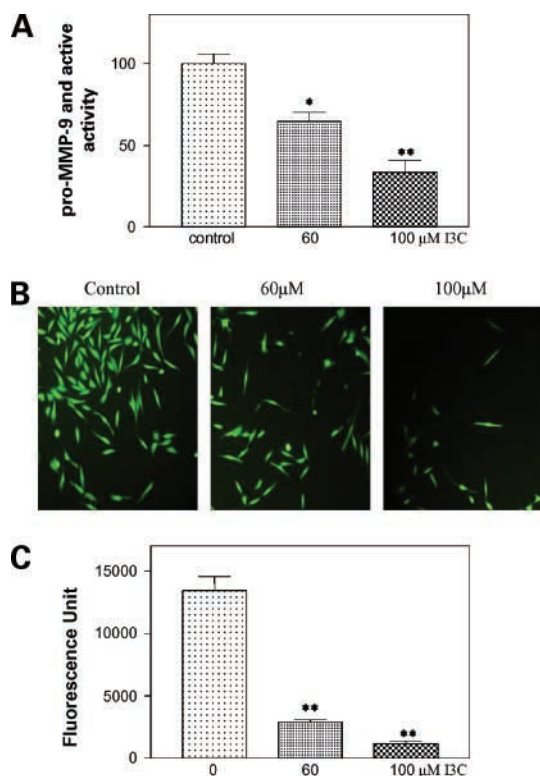 A
pro-MMP-9 and active
activity
100
50
0
*
**
control 60 100 μM I3C
B
Control 60μM 100μM
C
Fluorescence Unit
15000
10000
5000
0
**
**
0 60 100 μM I3C